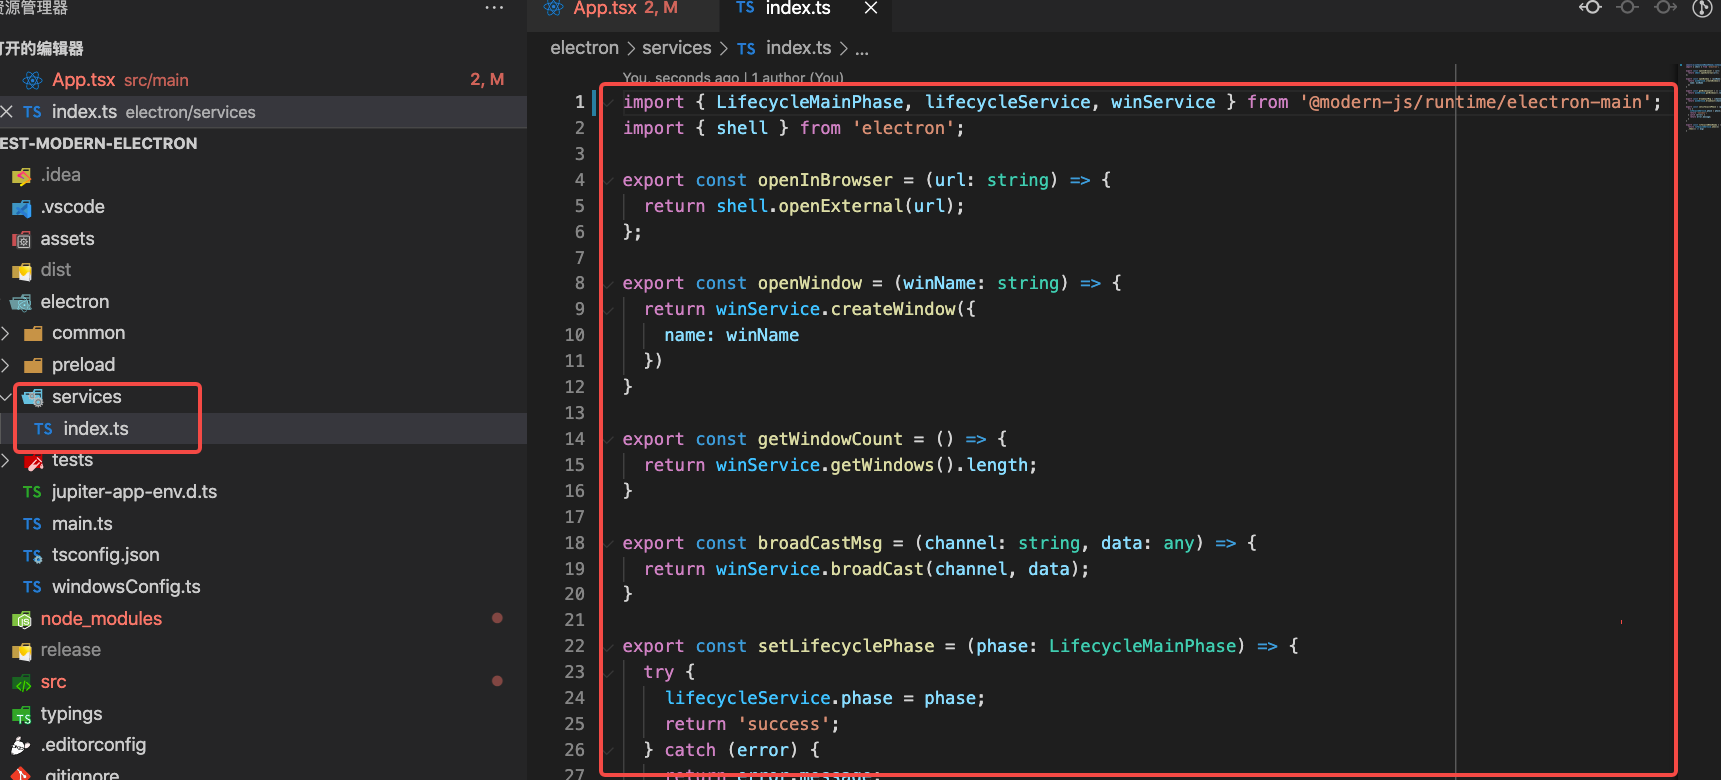 资源管理器 ...
打开的编辑器
App.tsx src/main 2, M
index.ts electron/services
EST-MODERN-ELECTRON
.idea
.vscode
assets
dist
electron
common
preload
services
TS index.ts
tests
TS jupiter-app-env.d.ts
TS main.ts
TS tsconfig.json
TS windowsConfig.ts
node_modules
release
src
typings
.editorconfig
.gitignore
App.tsx 2, M
TS index.ts
electron > services > TS index.ts > ...
You, seconds ago | 1 author (You)
1 import { LifecycleMainPhase, lifecycleService, winService } from '@modern-js/runtime/electron-main';
2 import { shell } from 'electron';
3
4 export const openInBrowser = (url: string) => {
5 return shell.openExternal(url);
6 };
7
8 export const openWindow = (winName: string) => {
9 return winService.createWindow({
10 name: winName
11 })
12 }
13
14 export const getWindowCount = () => {
15 return winService.getWindows().length;
16 }
17
18 export const broadCastMsg = (channel: string, data: any) => {
19 return winService.broadCast(channel, data);
20 }
21
22 export const setLifecyclePhase = (phase: LifecycleMainPhase) => {
23 try {
24 lifecycleService.phase = phase;
25 return 'success';
26 } catch (error) {
27 return error.message;